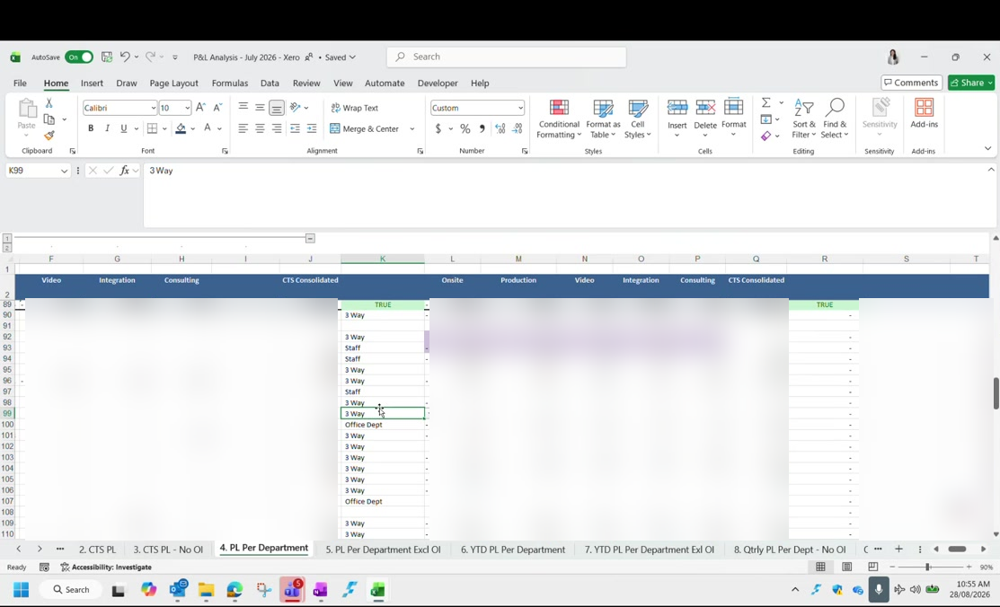 AutoSave On P&L Analysis - July 2026 - Xero • Saved Search
File Home Insert Draw Page Layout Formulas Data Review View Automate Developer Help Comments Share
Paste Calibri 10 Wrap Text Custom Conditional Formatting Format as Table Cell Styles Insert Delete Format Sort & Filter Find & Select Sensitivity Add-ins
B I U A Merge & Center $ % ,
Clipboard Font Alignment Number Styles Cells Editing Sensitivity Add-ins
K99 fx 3 Way
1
2
F G H I J K L M N O P Q R S T
1
2 Video Integration Consulting CTS Consolidated Onsite Production Video Integration Consulting CTS Consolidated
89 - TRUE - TRUE
90 3 Way - -
91 -
92 3 Way -
93 Staff - -
94 Staff - -
95 3 Way -
96 - 3 Way - -
97 Staff -
98 3 Way - -
99 3 Way -
100 Office Dept - -
101 3 Way - -
102 3 Way - -
103 3 Way - -
104 3 Way - -
105 3 Way - -
106 3 Way - -
107 Office Dept -
108 -
109 3 Way - -
110 3 Way - -
2. CTS PL 3. CTS PL - No OI 4. PL Per Department 5. PL Per Department Excl OI 6. YTD PL Per Department 7. YTD PL Per Department Exl OI 8. Qtrly PL Per Dept - No OI
Ready Accessibility: Investigate 90%
Search 5 10:55 AM
28/08/2026